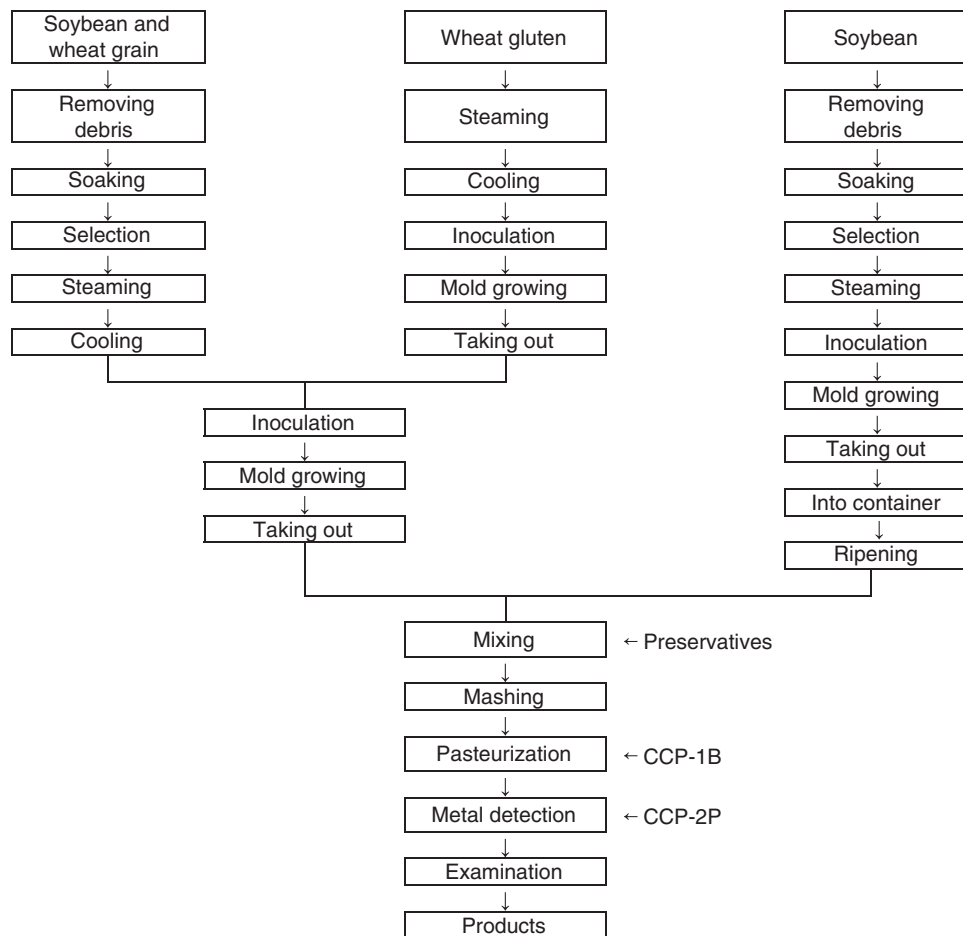 Soybean and
wheat grain
Removing
debris
Soaking
Selection
Steaming
Cooling
Wheat gluten
Steaming
Cooling
Inoculation
Mold growing
Taking out
Soybean
Removing
debris
Soaking
Selection
Steaming
Inoculation
Mold growing
Taking out
Into container
Ripening
Inoculation
Mold growing
Taking out
Mixing
← Preservatives
Mashing
Pasteurization
← CCP-1B
Metal detection
← CCP-2P
Examination
Products